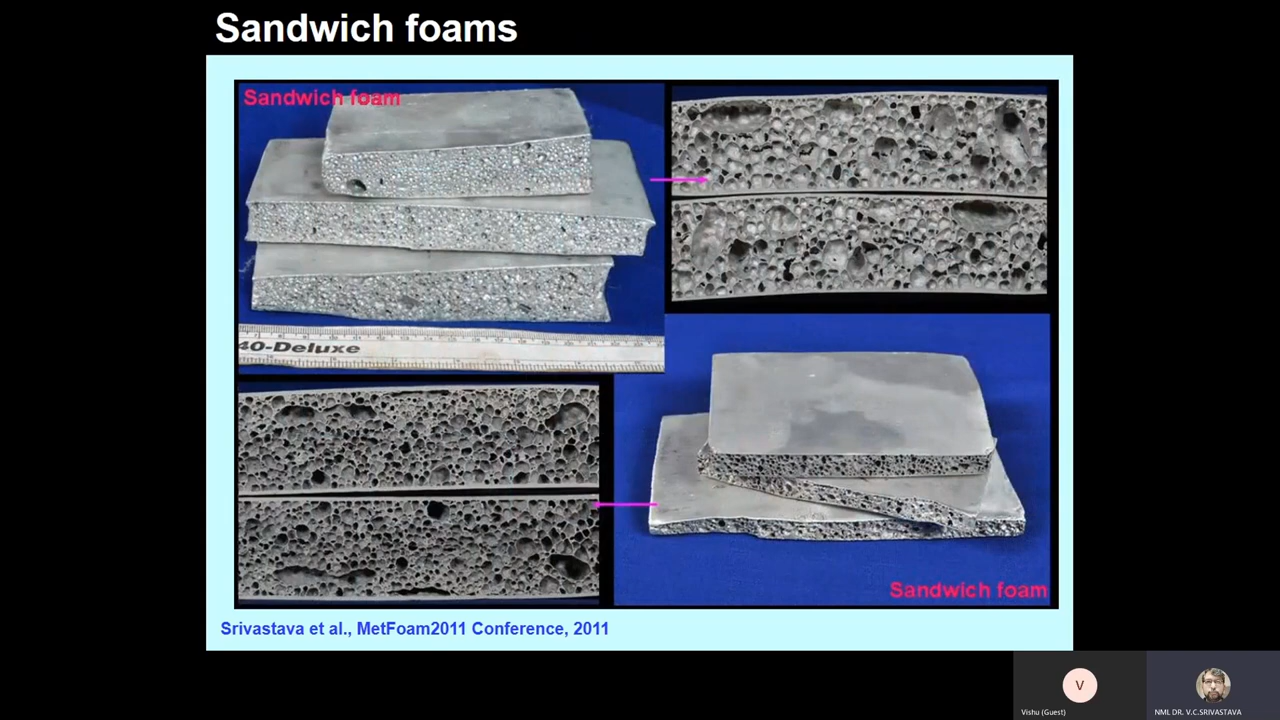 Sandwich foams
Sandwich foam
40-Deluxe
Sandwich foam
Srivastava et al., MetFoam2011 Conference, 2011
V
Vishu (Guest)
NML DR. V.C.SRIVASTAVA